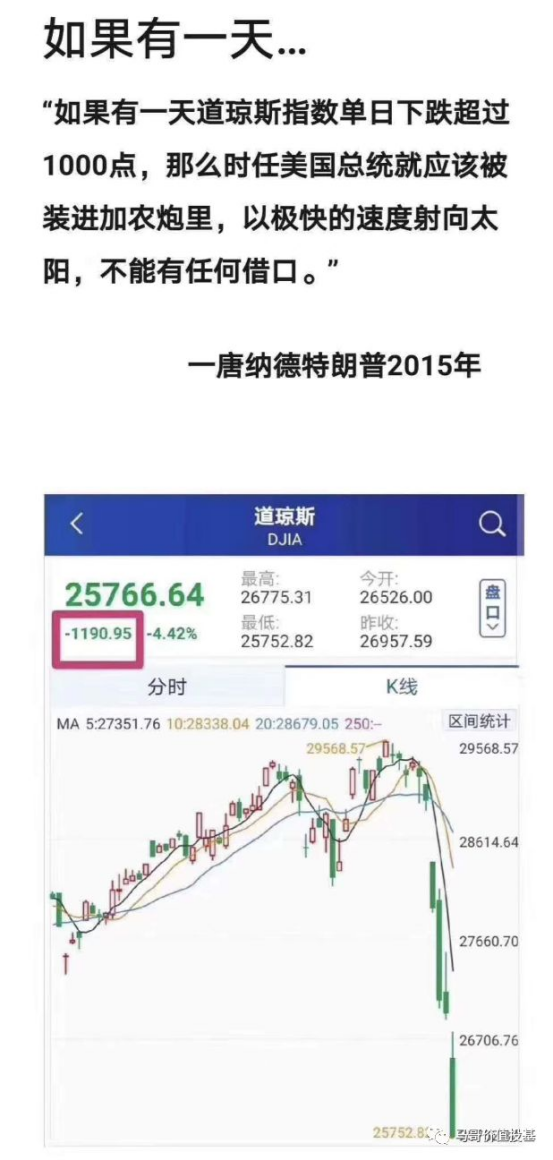 如果有一天...
“如果有一天道琼斯指数单日下跌超过
1000点，那么时任美国总统就应该被
装进加农炮里，以极快的速度射向太
阳，不能有任何借口。”
一唐纳德特朗普2015年
道琼斯
DJIA
25766.64
-1190.95 -4.42%
最高:
26775.31
今开:
26526.00
最低:
25752.82
昨收:
26957.59
盘口
分时 K线
MA 5:27351.76 10:28338.04 20:28679.05 250:--
区间统计
29568.57 29568.57
28614.64
27660.70
26706.76
25752.82
马哥价值投基